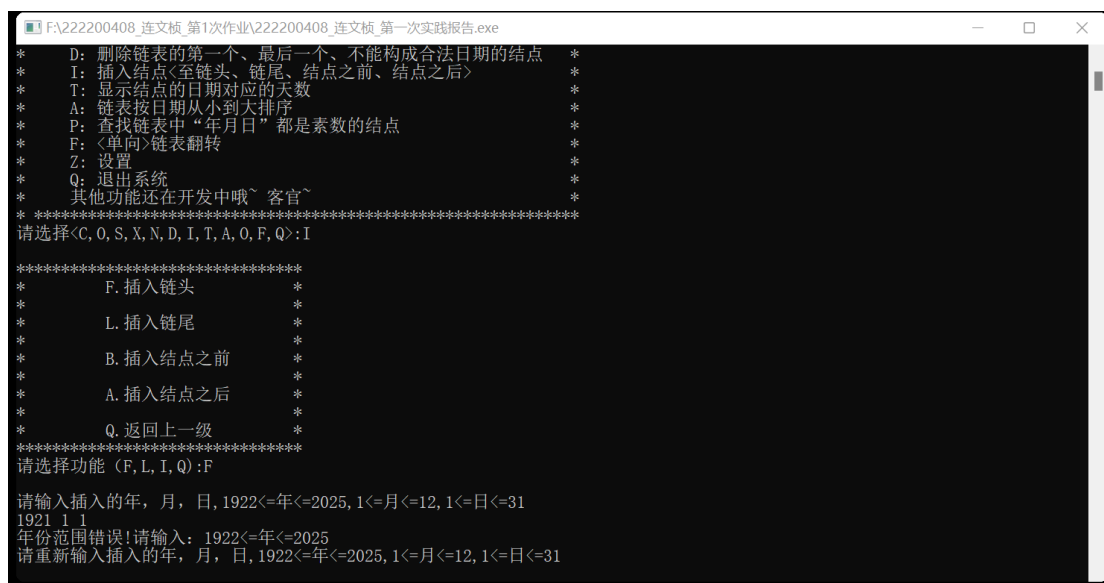 F:\222200408_连文桢_第1次作业\222200408_连文桢_第一次实践报告.exe
* D: 删除链表的第一个、最后一个、不能构成合法日期的结点 *
* I: 插入结点<至链头、链尾、结点之前、结点之后> *
* T: 显示结点的日期对应的天数 *
* A: 链表按日期从小到大排序 *
* P: 查找链表中“年月日”都是素数的结点 *
* F: <单向>链表翻转 *
* Z: 设置 *
* Q: 退出系统 *
* 其他功能还在开发中哦~ 客官~ *
* *************************************************************
请选择<C,O,S,X,N,D,I,T,A,O,F,Q>:I
********************************
* F.插入链头 *
* *
* L.插入链尾 *
* *
* B.插入结点之前 *
* *
* A.插入结点之后 *
* *
* Q.返回上一级 *
********************************
请选择功能（F,L,I,Q):F
请输入插入的年，月，日,1922<=年<=2025,1<=月<=12,1<=日<=31
1921 1 1
年份范围错误!请输入：1922<=年<=2025
请重新输入插入的年，月，日,1922<=年<=2025,1<=月<=12,1<=日<=31